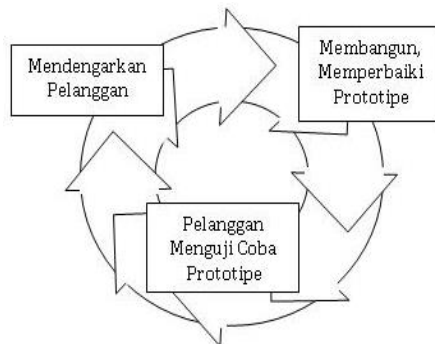 Mendengarkan
Pelanggan
Membangun,
Memperbaiki
Prototipe
Pelanggan
Menguji Coba
Prototipe